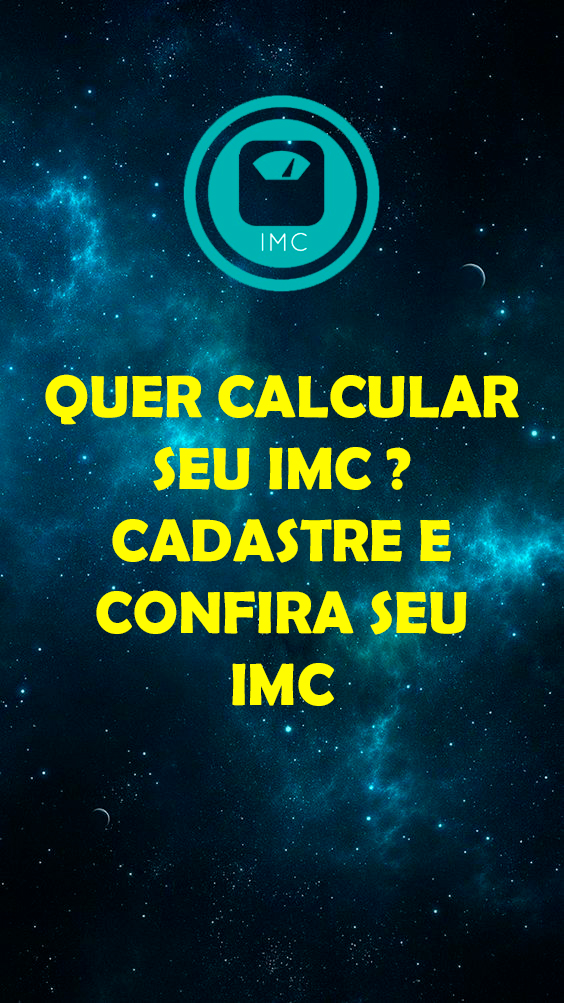 IMC
QUER CALCULAR
SEU IMC ?
CADASTRE E
CONFIRA SEU
IMC